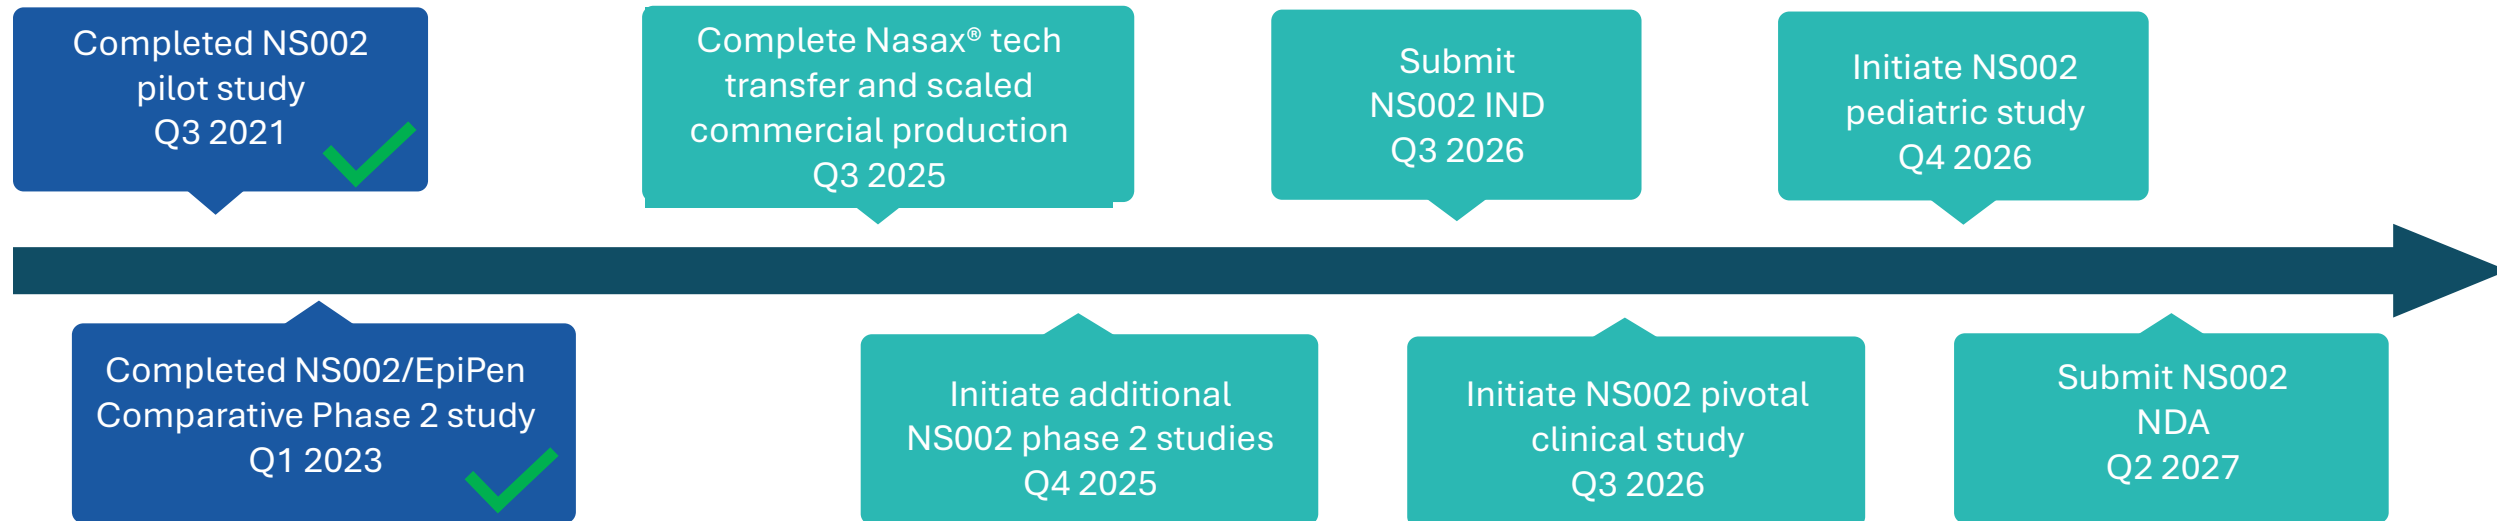 Completed NS002
pilot study
Q3 2021
Complete Nasax® tech
transfer and scaled
commercial production
Q3 2025
Submit
NS002 IND
Q3 2026
Initiate NS002
pediatric study
Q4 2026
Completed NS002/EpiPen
Comparative Phase 2 study
Q1 2023
Initiate additional
NS002 phase 2 studies
Q4 2025
Initiate NS002 pivotal
clinical study
Q3 2026
Submit NS002
NDA
Q2 2027